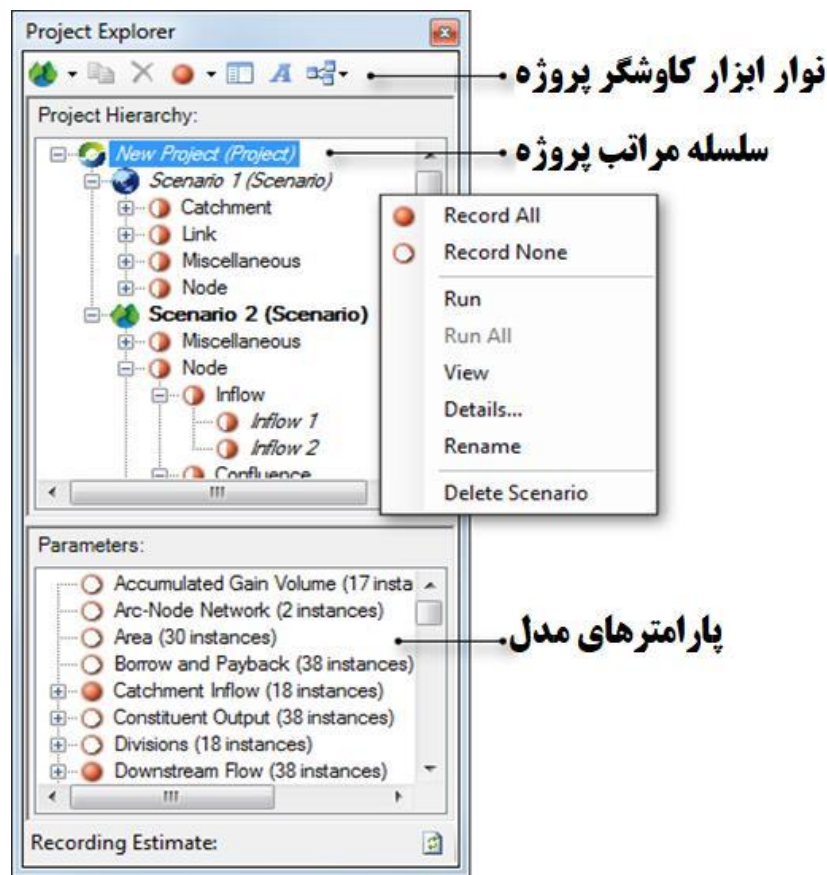 Project Explorer
نوار ابزار کاوشگر پروژه
Project Hierarchy:
سلسله مراتب پروژه
New Project (Project)
Scenario 1 (Scenario)
Catchment
Link
Miscellaneous
Node
Scenario 2 (Scenario)
Miscellaneous
Node
Inflow
Inflow 1
Inflow 2
Confluence
Record All
Record None
Run
Run All
View
Details...
Rename
Delete Scenario
Parameters:
Accumulated Gain Volume (17 insta
Arc-Node Network (2 instances)
Area (30 instances)
Borrow and Payback (38 instances)
Catchment Inflow (18 instances)
Constituent Output (38 instances)
Divisions (18 instances)
Downstream Flow (38 instances)
پارامترهای مدل
Recording Estimate: